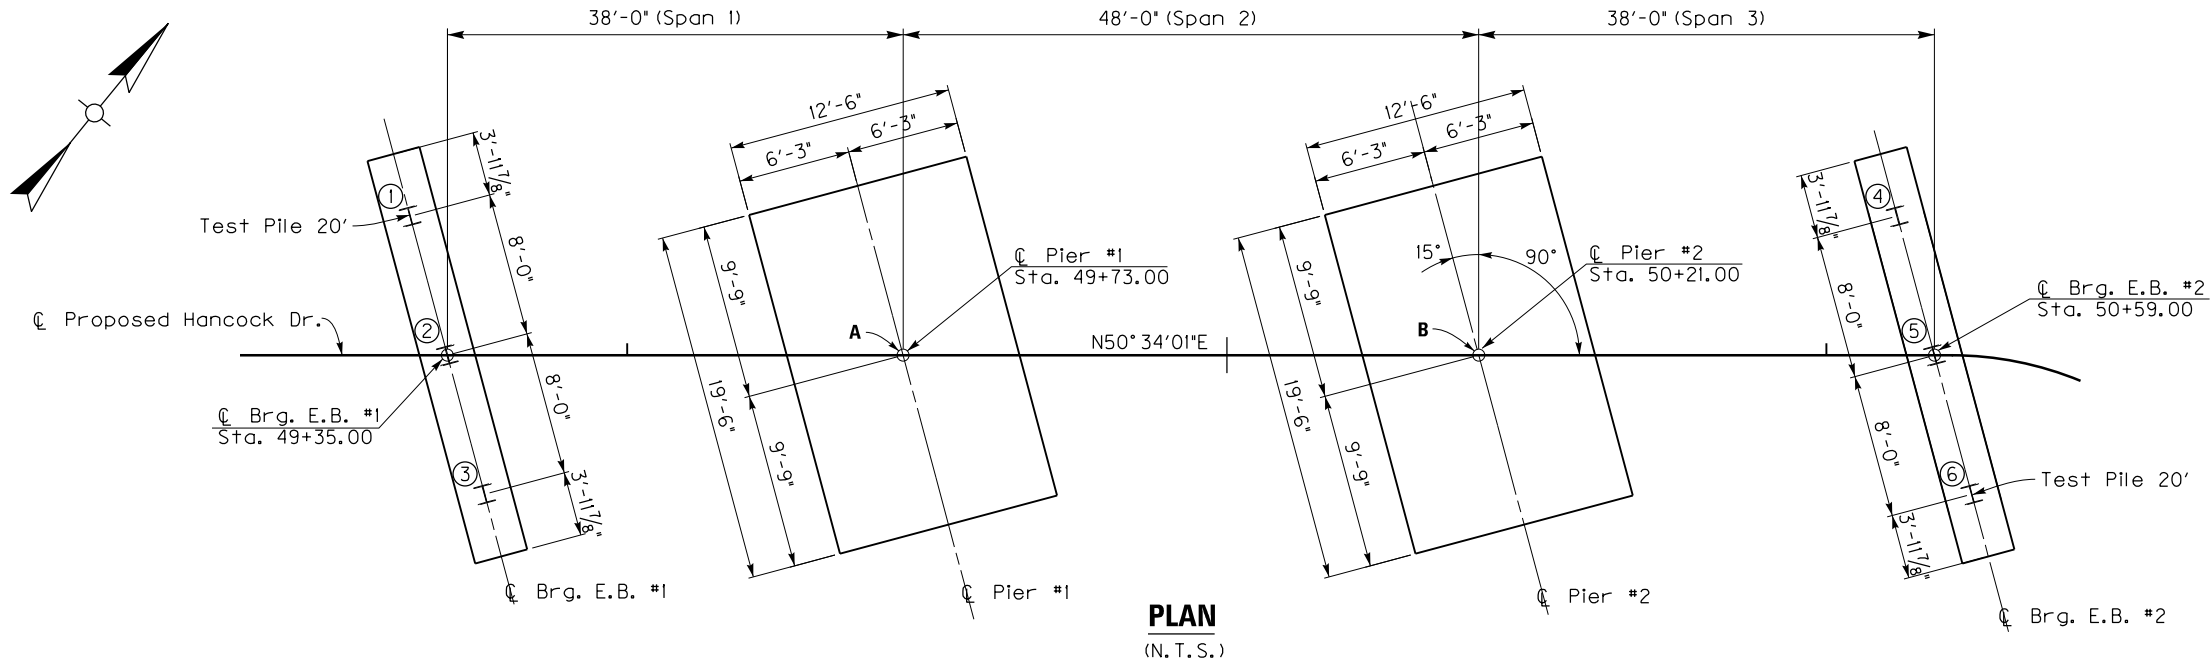 38'-0" (Span 1)
48'-0" (Span 2)
38'-0" (Span 3)
12'-6"
6'-3"
6'-3"
12'-6"
6'-3"
6'-3"
3'-11 7/8"
1
Test Pile 20'
8'-0"
2
℄ Proposed Hancock Dr.
℄ Brg. E.B. #1
Sta. 49+35.00
8'-0"
3
3'-11 7/8"
℄ Brg. E.B. #1
9'-9"
19'-6"
9'-9"
A
℄ Pier #1
Sta. 49+73.00
℄ Pier #1
N50°34'01"E
9'-9"
19'-6"
9'-9"
15°
90°
B
℄ Pier #2
Sta. 50+21.00
℄ Pier #2
3'-11 7/8"
4
8'-0"
5
℄ Brg. E.B. #2
Sta. 50+59.00
8'-0"
6
Test Pile 20'
3'-11 7/8"
℄ Brg. E.B. #2
PLAN
(N.T.S.)